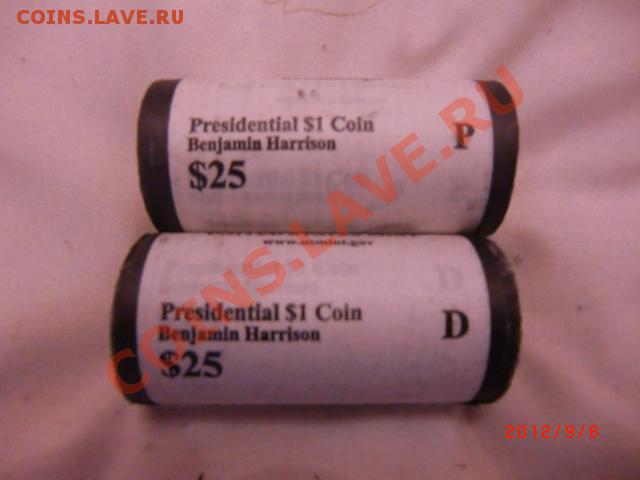 COINS.LAVE.RU
Presidential $1 Coin
Benjamin Harrison
$25
P
www.usmint.gov
Presidential $1 Coin
Benjamin Harrison
$25
D
COINS.LAVE.RU
2012/9/8